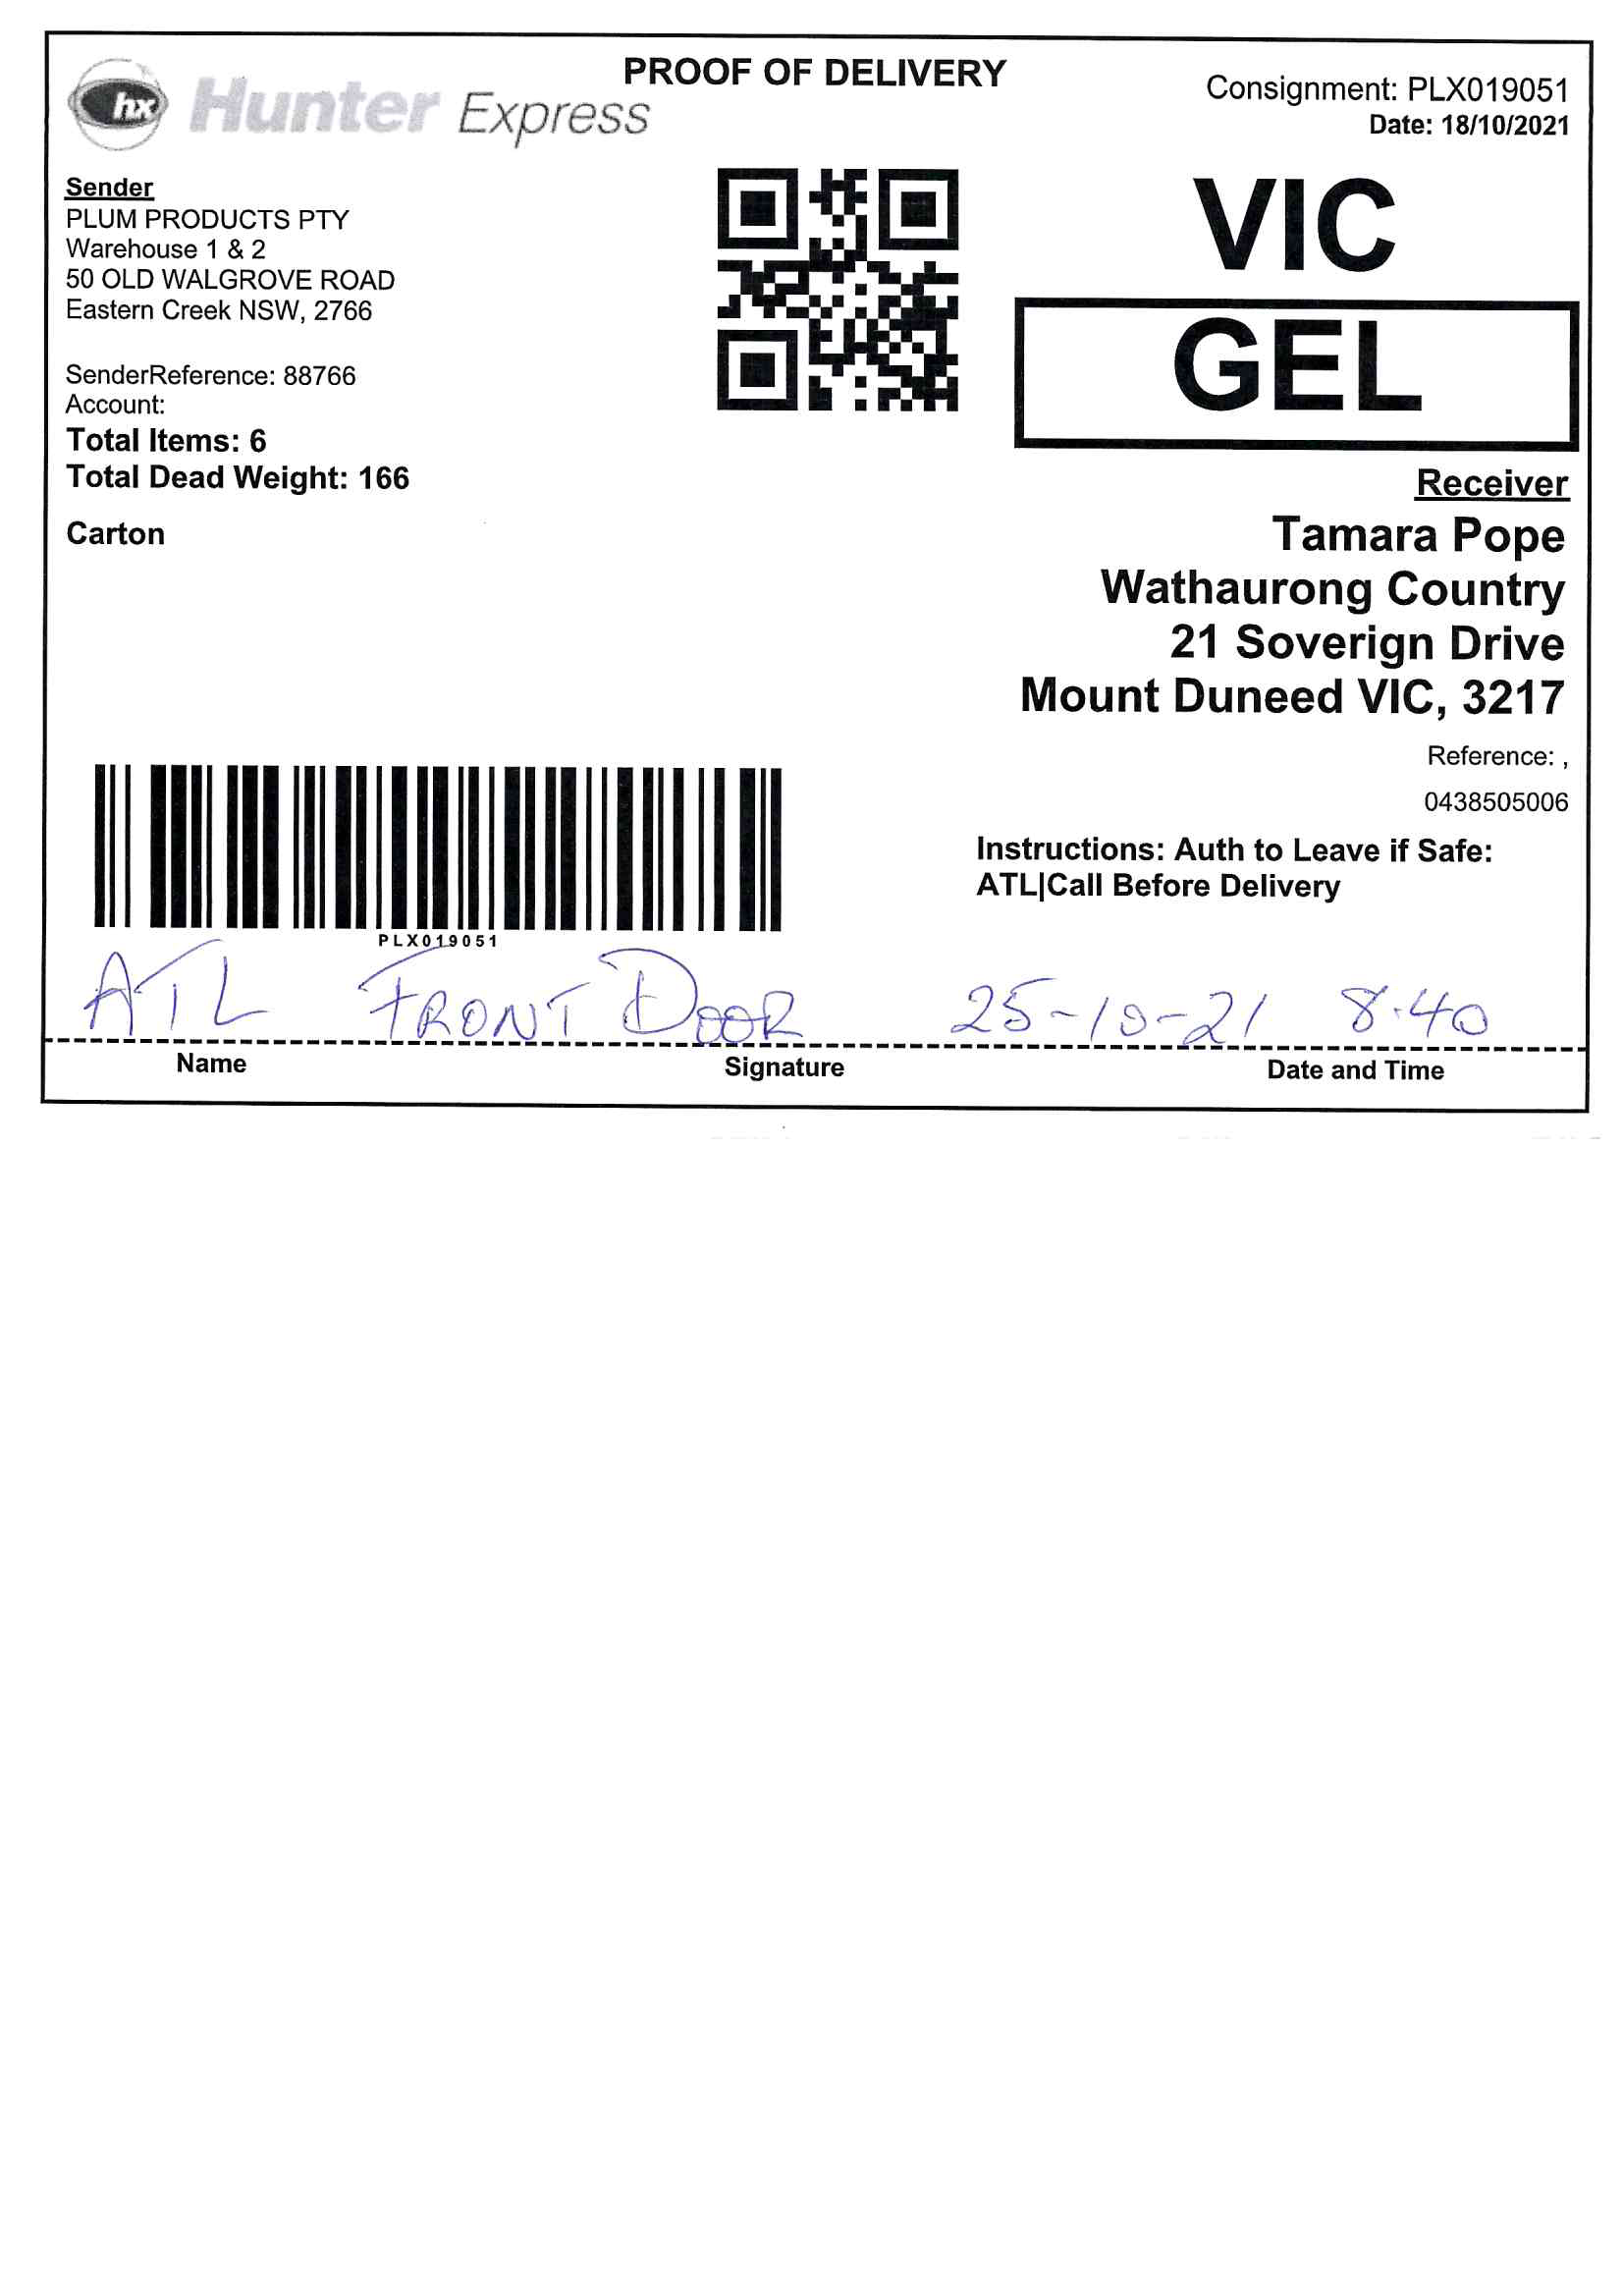 hx Hunter Express
PROOF OF DELIVERY
Consignment: PLX019051
Date: 18/10/2021
Sender
PLUM PRODUCTS PTY
Warehouse 1 & 2
50 OLD WALGROVE ROAD
Eastern Creek NSW, 2766
SenderReference: 88766
Account:
Total Items: 6
Total Dead Weight: 166
Carton
VIC
GEL
Receiver
Tamara Pope
Wathaurong Country
21 Soverign Drive
Mount Duneed VIC, 3217
Reference: ,
0438505006
Instructions: Auth to Leave if Safe:
ATL|Call Before Delivery
PLX019051
ATL FRONT DOOR 25-10-21 8.40
Name Signature Date and Time